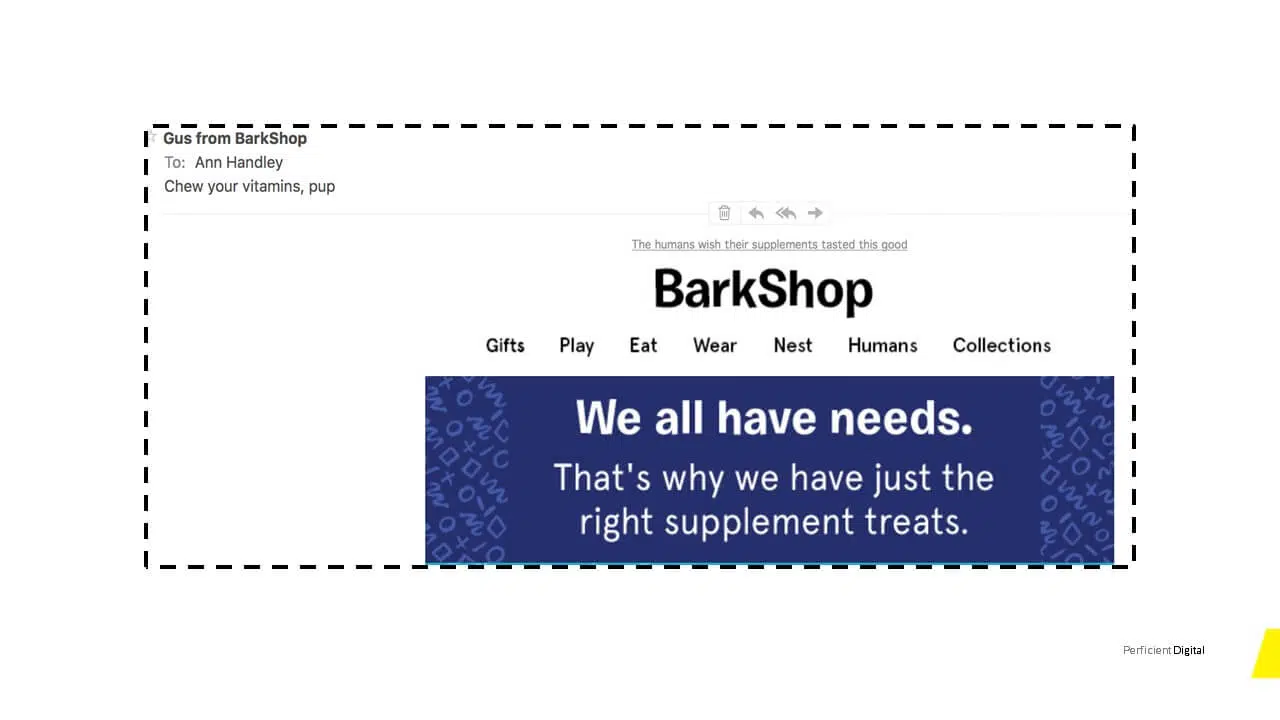 Gus from BarkShop
To: Ann Handley
Chew your vitamins, pup
The humans wish their supplements tasted this good
BarkShop
Gifts Play Eat Wear Nest Humans Collections
We all have needs.
That's why we have just the
right supplement treats.
PerficientDigital